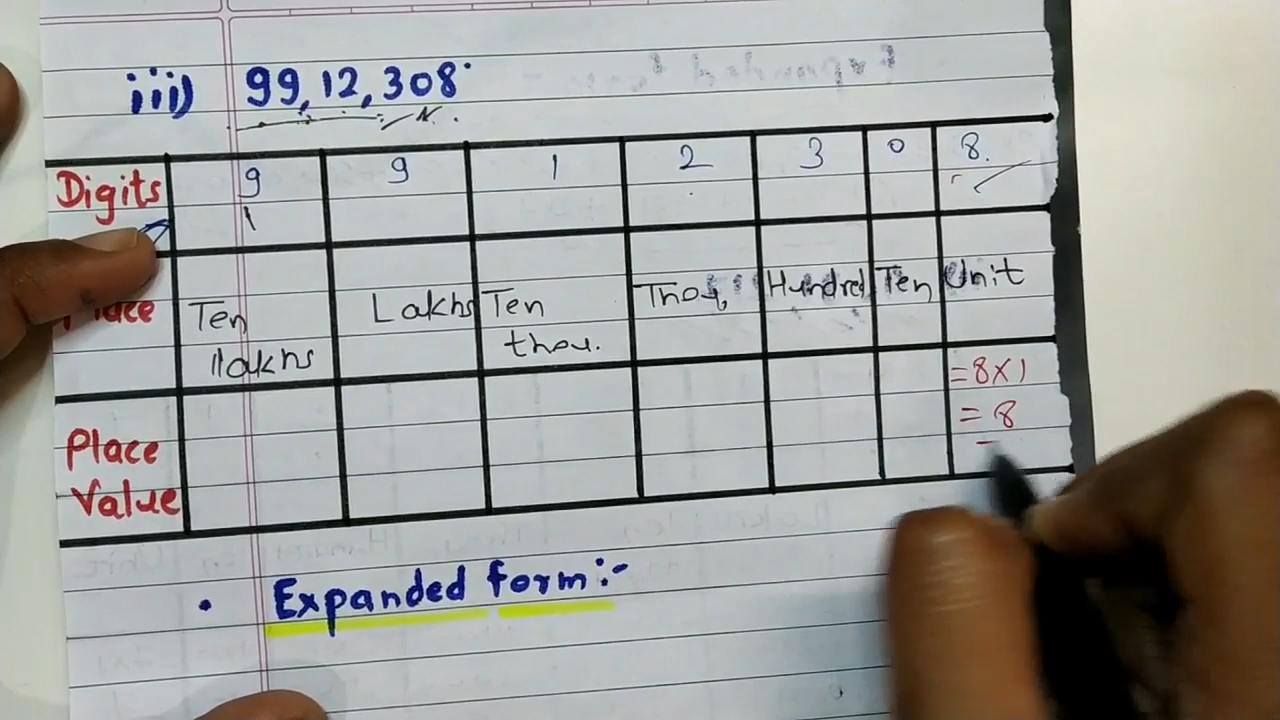 iii) 99,12,308
Digits 9 9 1 2 3 0 8
Place Ten lakhs Lakhs Ten thou. Thou, Hundred Ten Unit
Place Value =8×1
=8
• Expanded form:-